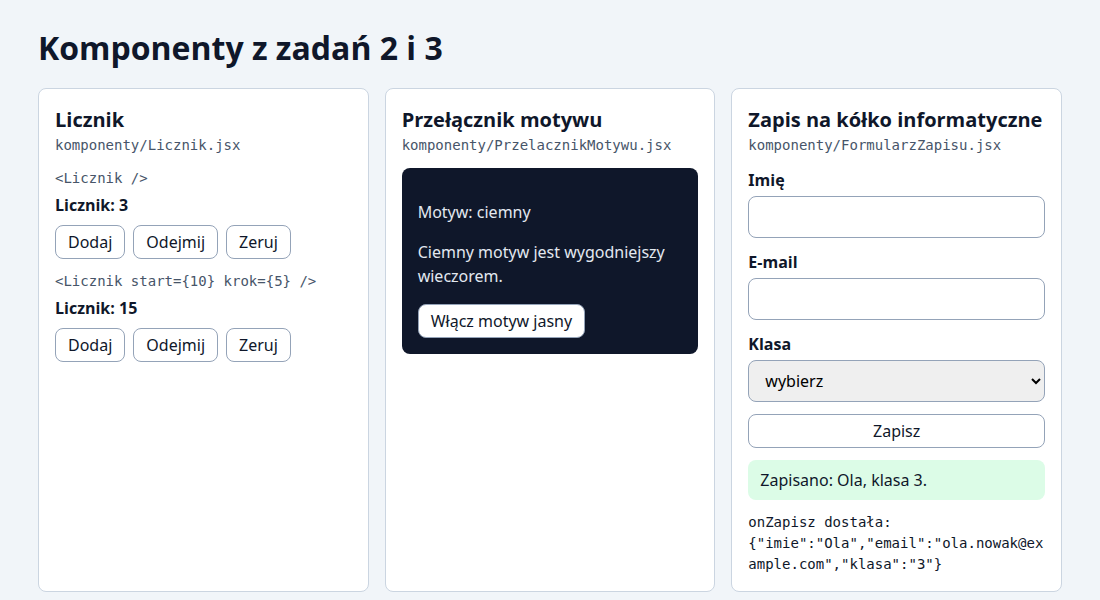 Komponenty z zadań 2 i 3
Licznik
komponenty/Licznik.jsx
<Licznik />
Licznik: 3
Dodaj
Odejmij
Zeruj
<Licznik start={10} krok={5} />
Licznik: 15
Dodaj
Odejmij
Zeruj
Przełącznik motywu
komponenty/PrzelacznikMotywu.jsx
Motyw: ciemny
Ciemny motyw jest wygodniejszy
wieczorem.
Włącz motyw jasny
Zapis na kółko informatyczne
komponenty/FormularzZapisu.jsx
Imię
E-mail
Klasa
wybierz
Zapisz
Zapisano: Ola, klasa 3.
onZapisz dostała:
{"imie":"Ola","email":"ola.nowak@ex
ample.com","klasa":"3"}